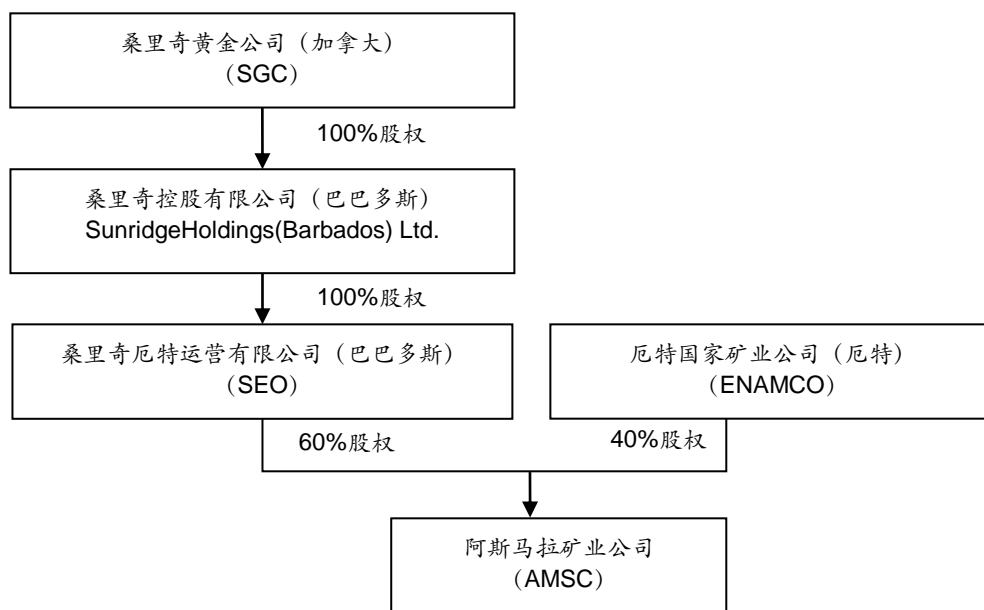 桑里奇黄金公司（加拿大）
（SGC）
100%股权
桑里奇控股有限公司（巴巴多斯）
SunridgeHoldings(Barbados) Ltd.
100%股权
桑里奇厄特运营有限公司（巴巴多斯）
（SEO）
厄特国家矿业公司（厄特）
（ENAMCO）
60%股权
40%股权
阿斯马拉矿业公司
（AMSC）